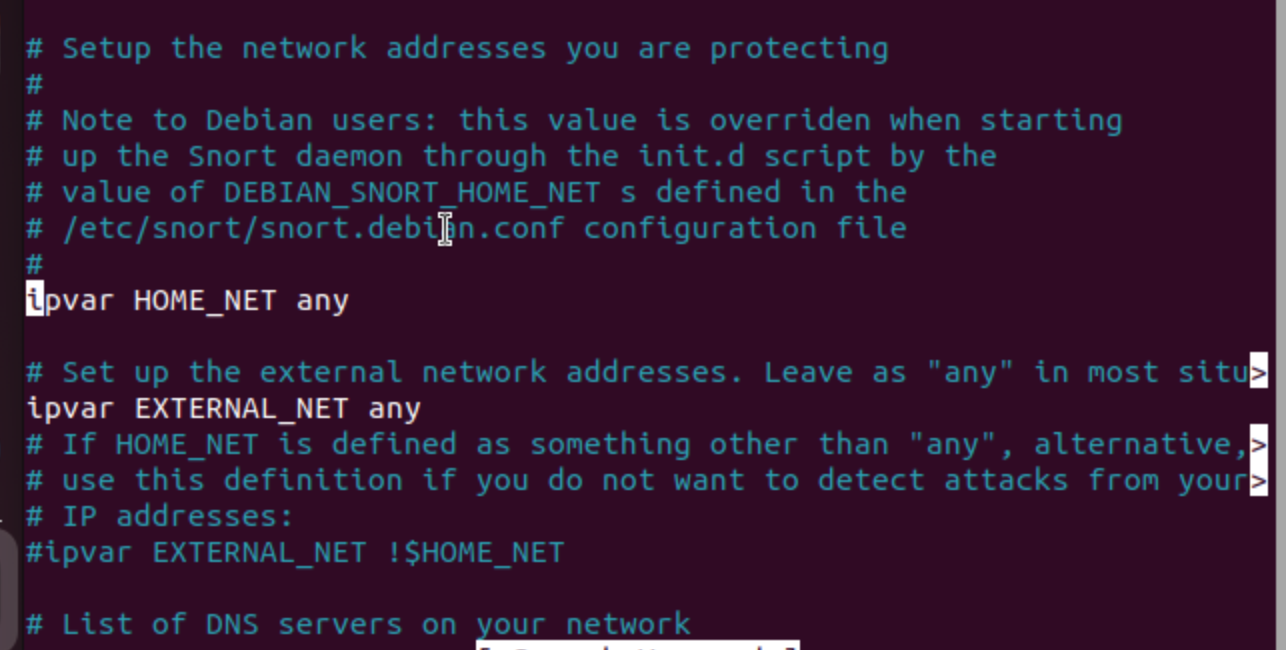 # Setup the network addresses you are protecting
#
# Note to Debian users: this value is overriden when starting
# up the Snort daemon through the init.d script by the
# value of DEBIAN_SNORT_HOME_NET s defined in the
# /etc/snort/snort.debian.conf configuration file
#
ipvar HOME_NET any
# Set up the external network addresses. Leave as "any" in most situ>
ipvar EXTERNAL_NET any
# If HOME_NET is defined as something other than "any", alternative,>
# use this definition if you do not want to detect attacks from your>
# IP addresses:
#ipvar EXTERNAL_NET !$HOME_NET
# List of DNS servers on your network